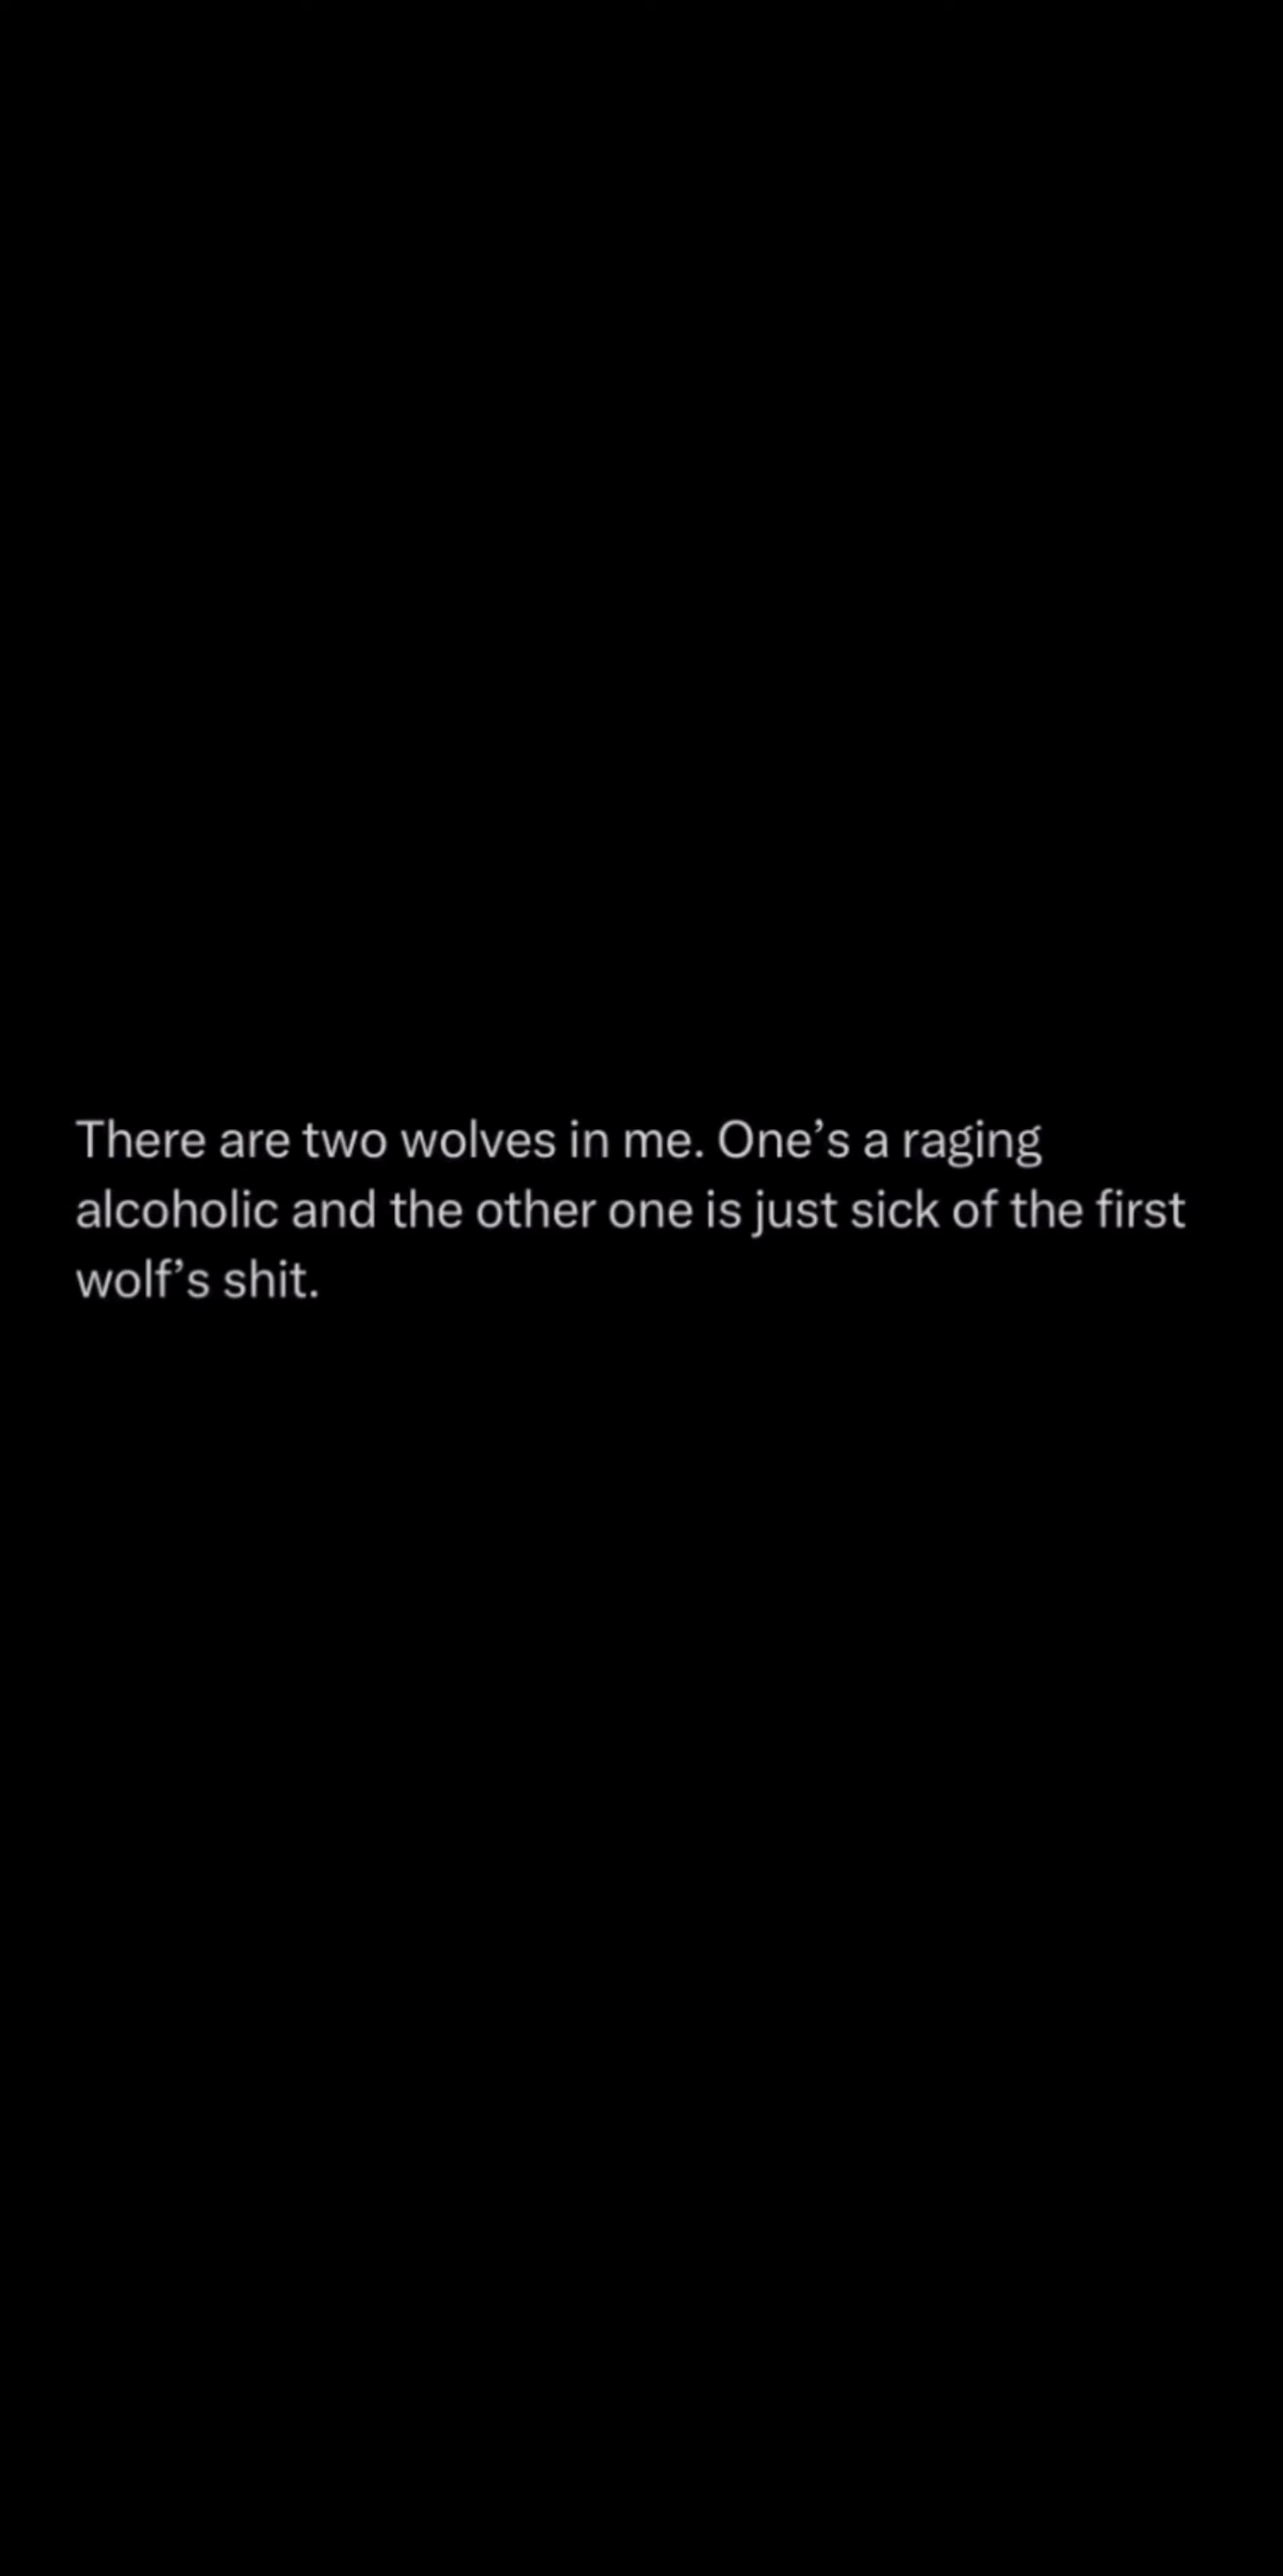 There are two wolves in me. One’s a raging
alcoholic and the other one is just sick of the first
wolf’s shit.